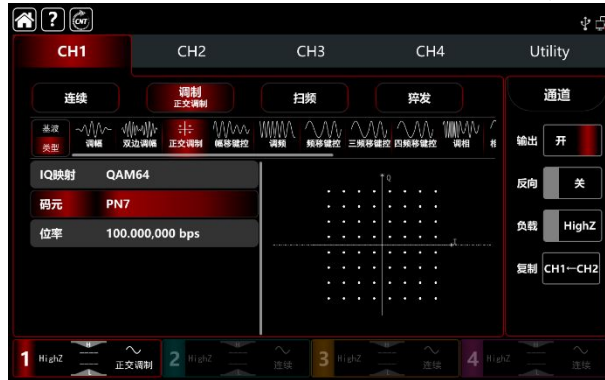 ? CNT
CH1 CH2 CH3 CH4 Utility
连续 调制 扫频 猝发 通道
正交调制
基波
类型 调幅 双边调幅 正交调制 幅移键控 调频 频移键控 三频移键控 四频移键控 调相
输出 开
IQ映射 QAM64
反向 关
码元 PN7
位率 100.000,000 bps
负载 HighZ
复制 CH1←CH2
Q
I
1 HighZ H L 正交调制 2 HighZ 连续 3 HighZ 连续 4 HighZ 连续